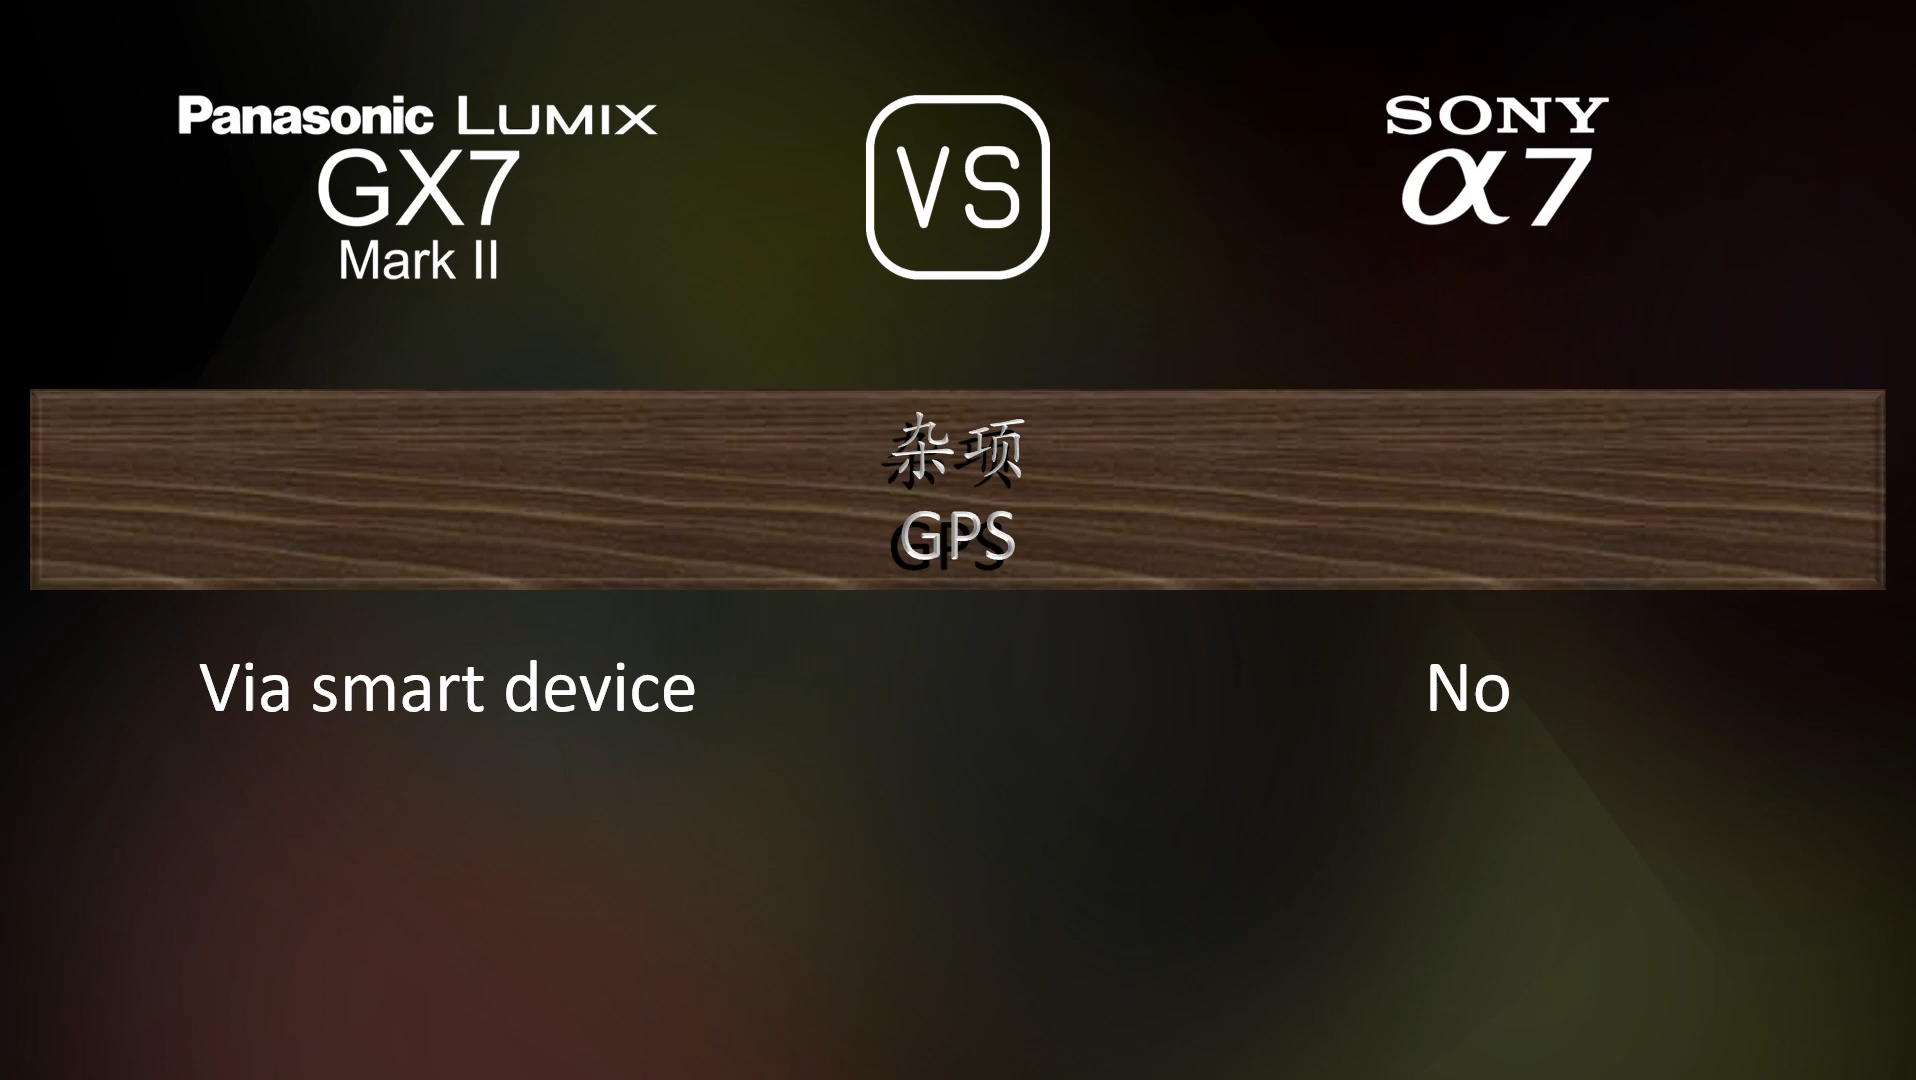 Panasonic LUMIX
GX7
Mark II
VS
SONY
α7
杂项
GPS
Via smart device
No